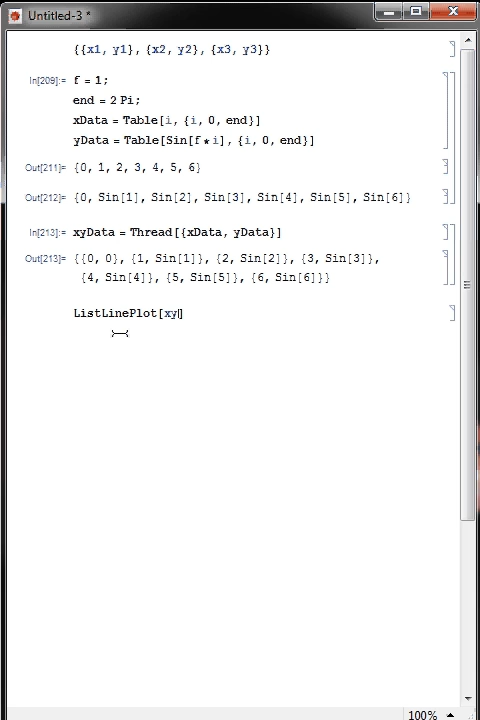 Untitled-3 *
{{x1, y1}, {x2, y2}, {x3, y3}}
In[209]:= f = 1;
end = 2 Pi;
xData = Table[i, {i, 0, end}]
yData = Table[Sin[f * i], {i, 0, end}]
Out[211]= {0, 1, 2, 3, 4, 5, 6}
Out[212]= {0, Sin[1], Sin[2], Sin[3], Sin[4], Sin[5], Sin[6]}
In[213]:= xyData = Thread[{xData, yData}]
Out[213]= {{0, 0}, {1, Sin[1]}, {2, Sin[2]}, {3, Sin[3]},
{4, Sin[4]}, {5, Sin[5]}, {6, Sin[6]}}
ListLinePlot[xy]
100%